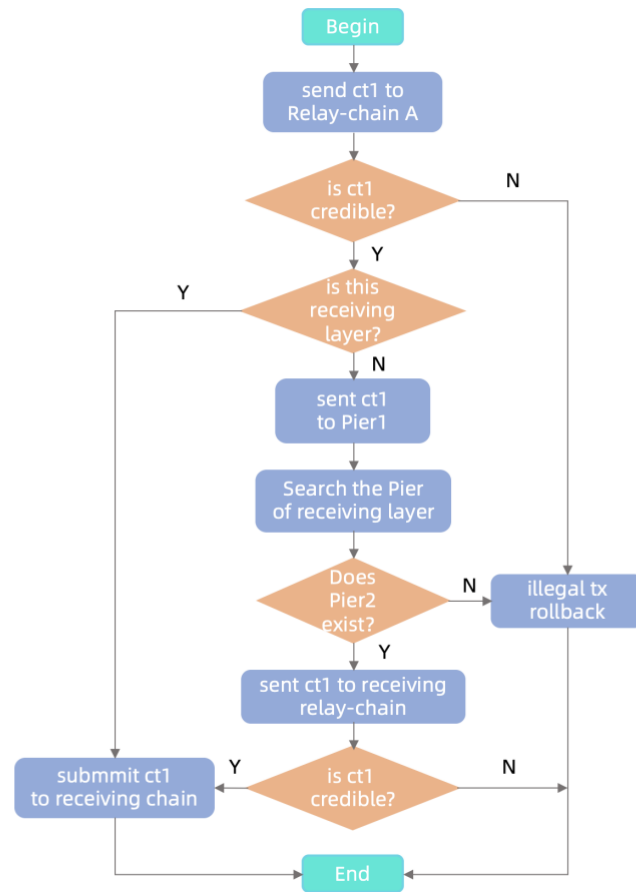 Begin
send ct1 to
Relay-chain A
is ct1
credible?
N
Y
is this
receiving
layer?
Y
N
sent ct1
to Pier1
Search the Pier
of receiving layer
Does
Pier2
exist?
N
illegal tx
rollback
Y
sent ct1 to receiving
relay-chain
is ct1
credible?
Y
N
submmit ct1
to receiving chain
End